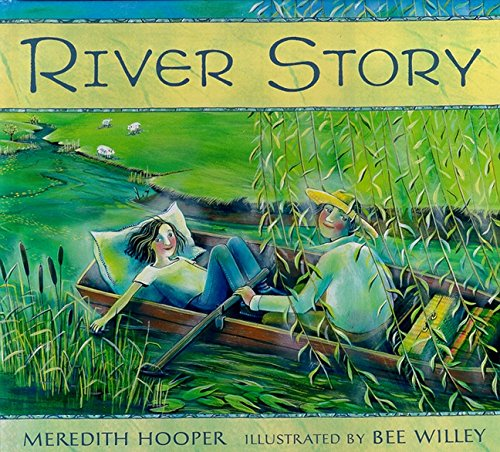 RIVER STORY
MEREDITH HOOPER ILLUSTRATED BY BEE WILLEY